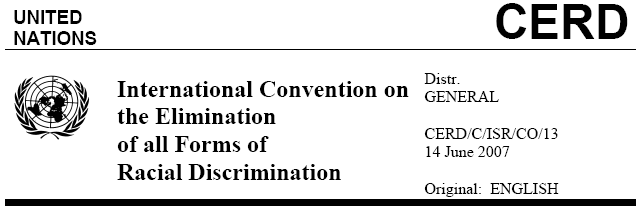 UNITED
NATIONS
CERD
International Convention on
the Elimination
of all Forms of
Racial Discrimination
Distr.
GENERAL
CERD/C/ISR/CO/13
14 June 2007
Original:  ENGLISH